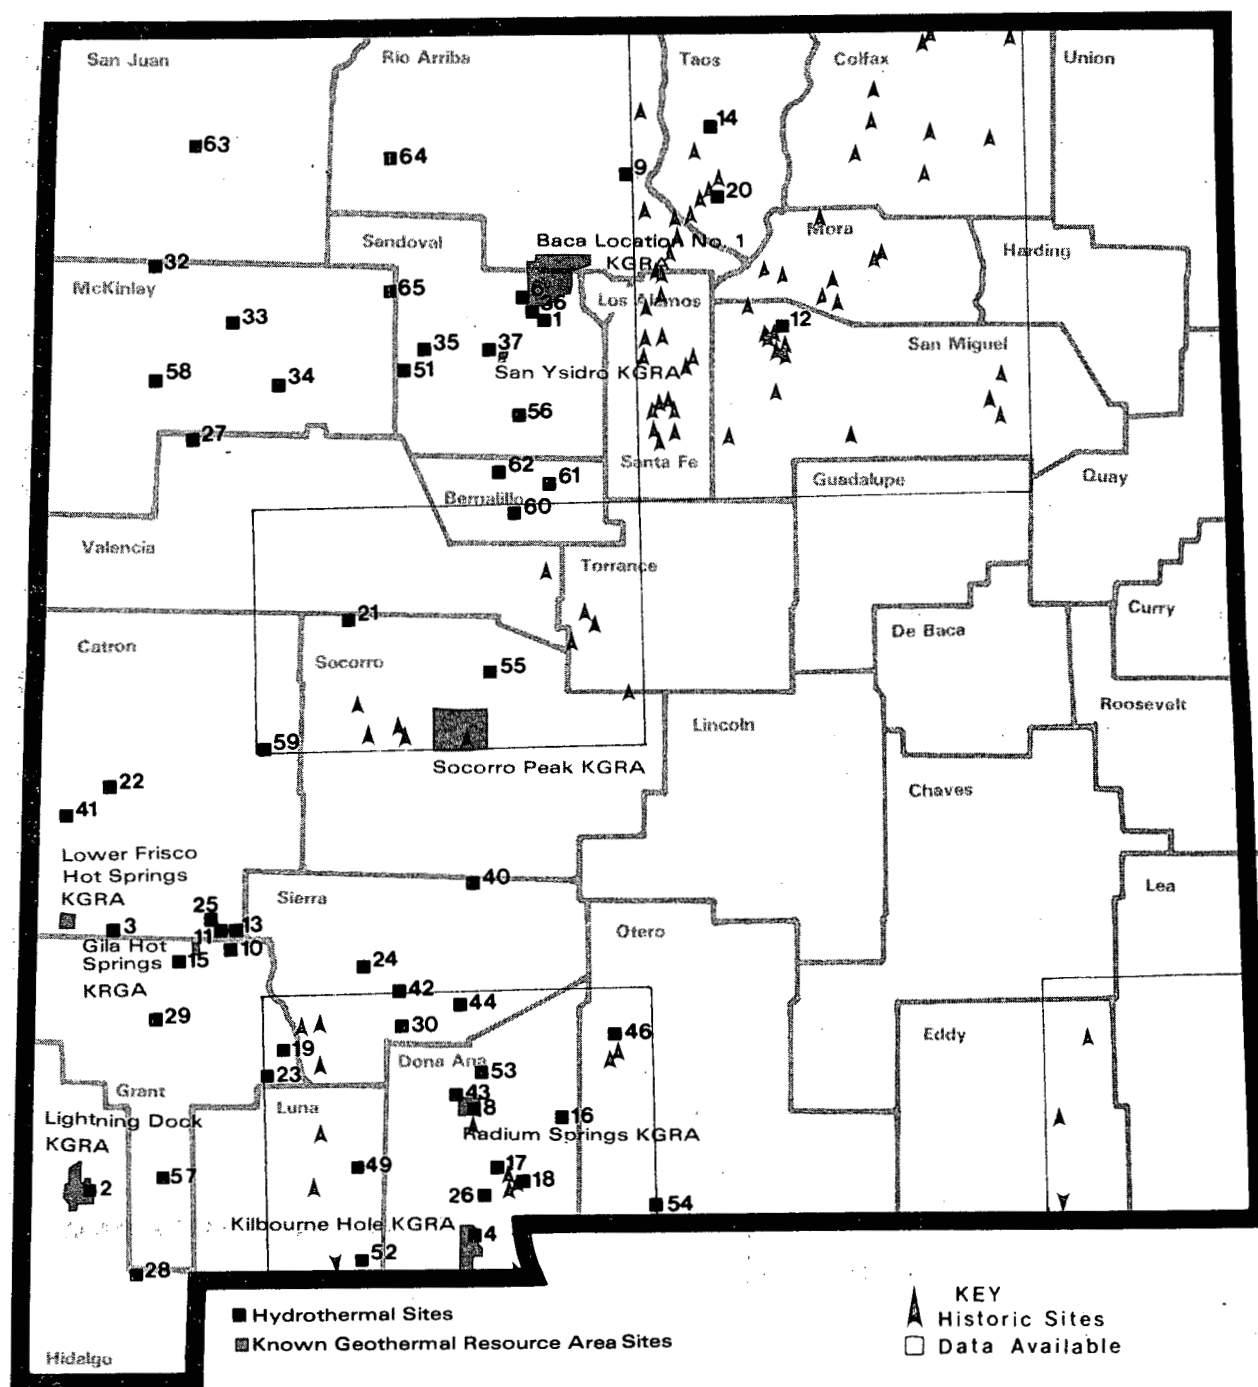 San Juan
Rio Arriba
Taos
Colfax
Union
63
64
14
9
20
Mora
Harding
Sandoval
Baca Location No. 1
KGRA
32
McKinley
65
6
36
1
Los Alamos
33
12
35
37
San Miguel
58
34
51
San Ysidro KGRA
56
27
62
61
Santa Fe
Guadalupe
Quay
Bernalillo
60
Valencia
Torrance
21
Curry
De Baca
Catron
Socorro
55
Roosevelt
Lincoln
59
Socorro Peak KGRA
22
Chaves
41
Lower Frisco
Hot Springs
KGRA
40
Sierra
Lea
25
3
11
13
Otero
Gila Hot
Springs
KRGA
10
15
24
42
44
29
30
46
Eddy
19
Dona Ana
23
53
Grant
43
Luna
8
16
Lightning Dock
KGRA
Radium Springs KGRA
49
17
57
18
2
26
54
Kilbourne Hole KGRA
4
52
28
Hidalgo
Hydrothermal Sites
Known Geothermal Resource Area Sites
KEY
Historic Sites
Data Available